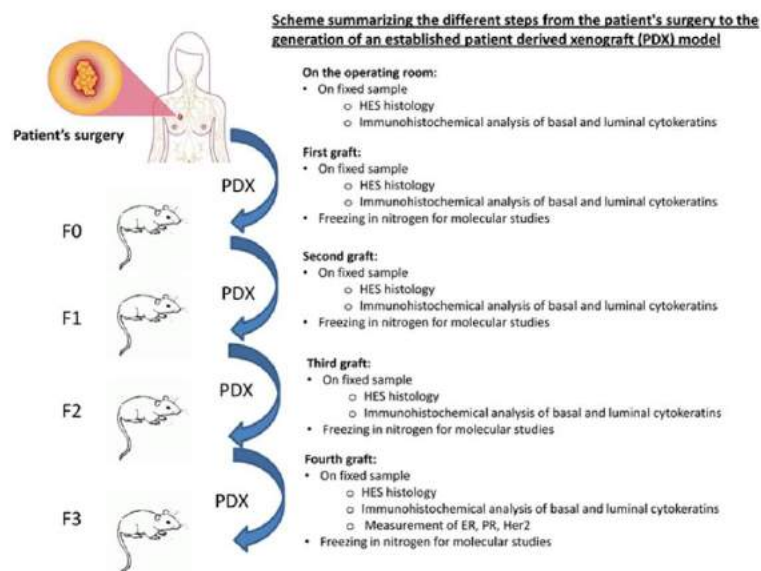 Scheme summarizing the different steps from the patient's surgery to the
generation of an established patient derived xenograft (PDX) model
On the operating room:
• On fixed sample
o HES histology
o Immunohistochemical analysis of basal and luminal cytokeratins
Patient's surgery
First graft:
• On fixed sample
o HES histology
o Immunohistochemical analysis of basal and luminal cytokeratins
• Freezing in nitrogen for molecular studies
PDX
F0
Second graft:
• On fixed sample
o HES histology
o Immunohistochemical analysis of basal and luminal cytokeratins
• Freezing in nitrogen for molecular studies
PDX
F1
Third graft:
• On fixed sample
o HES histology
o Immunohistochemical analysis of basal and luminal cytokeratins
• Freezing in nitrogen for molecular studies
PDX
F2
Fourth graft:
• On fixed sample
o HES histology
o Immunohistochemical analysis of basal and luminal cytokeratins
o Measurement of ER, PR, Her2
• Freezing in nitrogen for molecular studies
PDX
F3